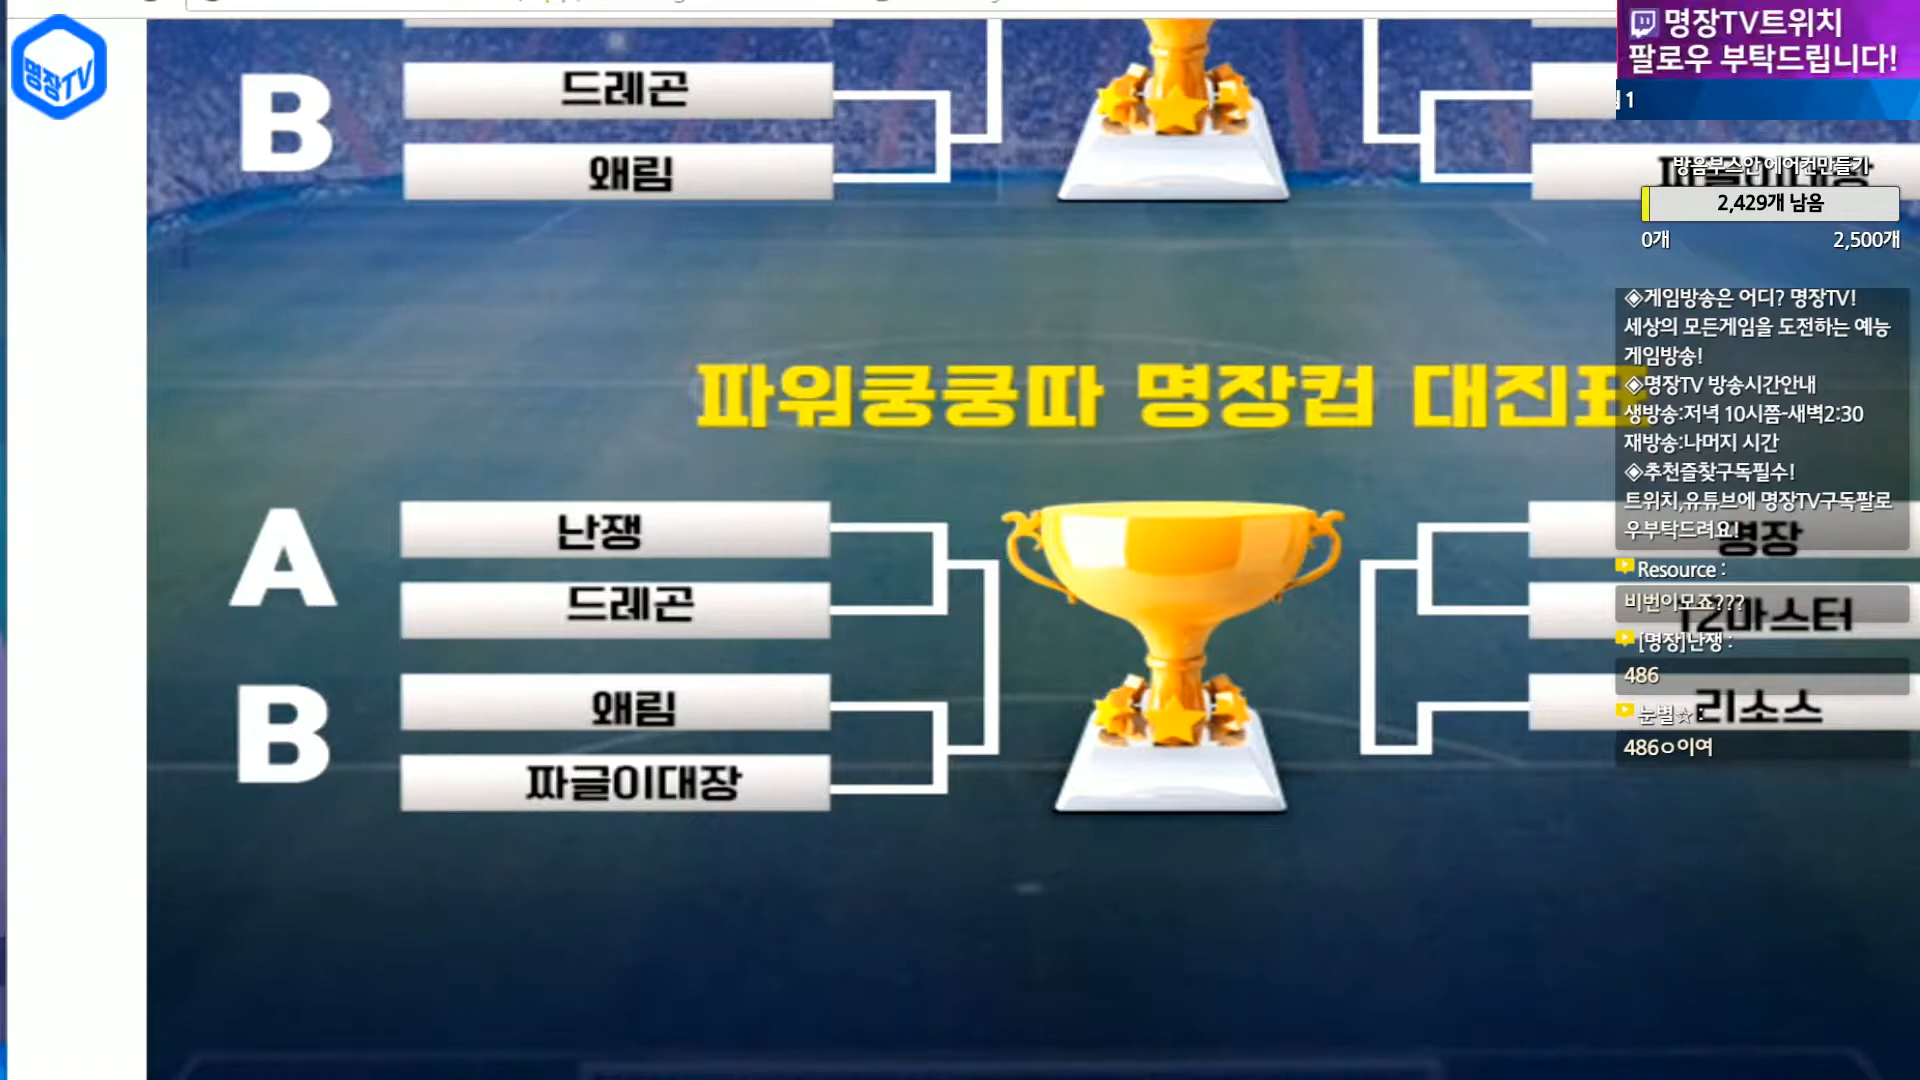 명장TV
명장TV트위치
팔로우 부탁드립니다!
1
B
드레곤
왜림
짜글이대장
방음부스안 에어컨만들기
2,429개 남음
0개
2,500개
파워쿵쿵따 명장컵 대진표
◈게임방송은 어디? 명장TV!
세상의 모든게임을 도전하는 예능
게임방송!
◈명장TV 방송시간안내
생방송:저녁 10시쯤-새벽2:30
재방송:나머지 시간
◈추천즐찾구독필수!
트위치,유튜브에 명장TV구독팔로
우부탁드려요!
A
난쟁
드레곤
B
왜림
짜글이대장
명장
T2마스터
리소스
Resource :
비번이모죠???
[명장]난쟁 :
486
눈별☆ :
486ㅇ이여